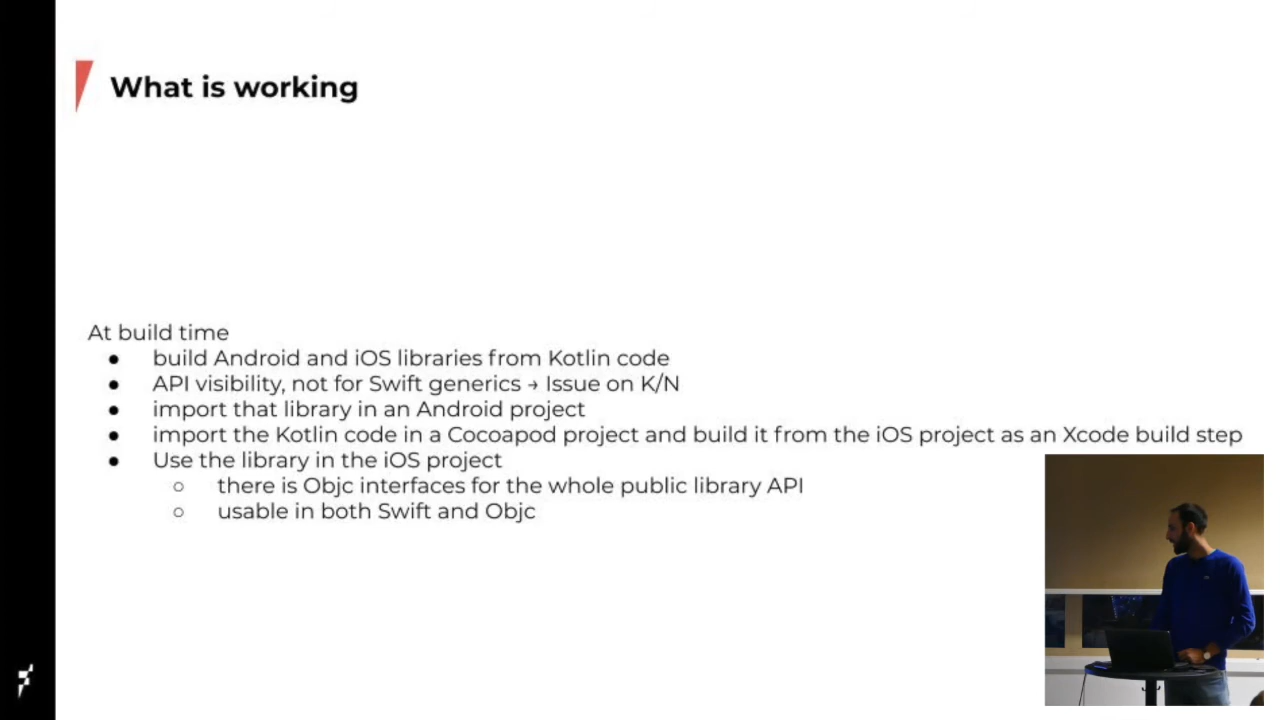 What is working
At build time
● build Android and iOS libraries from Kotlin code
● API visibility, not for Swift generics → Issue on K/N
● import that library in an Android project
● import the Kotlin code in a Cocoapod project and build it from the iOS project as an Xcode build step
● Use the library in the iOS project
○ there is Objc interfaces for the whole public library API
○ usable in both Swift and Objc